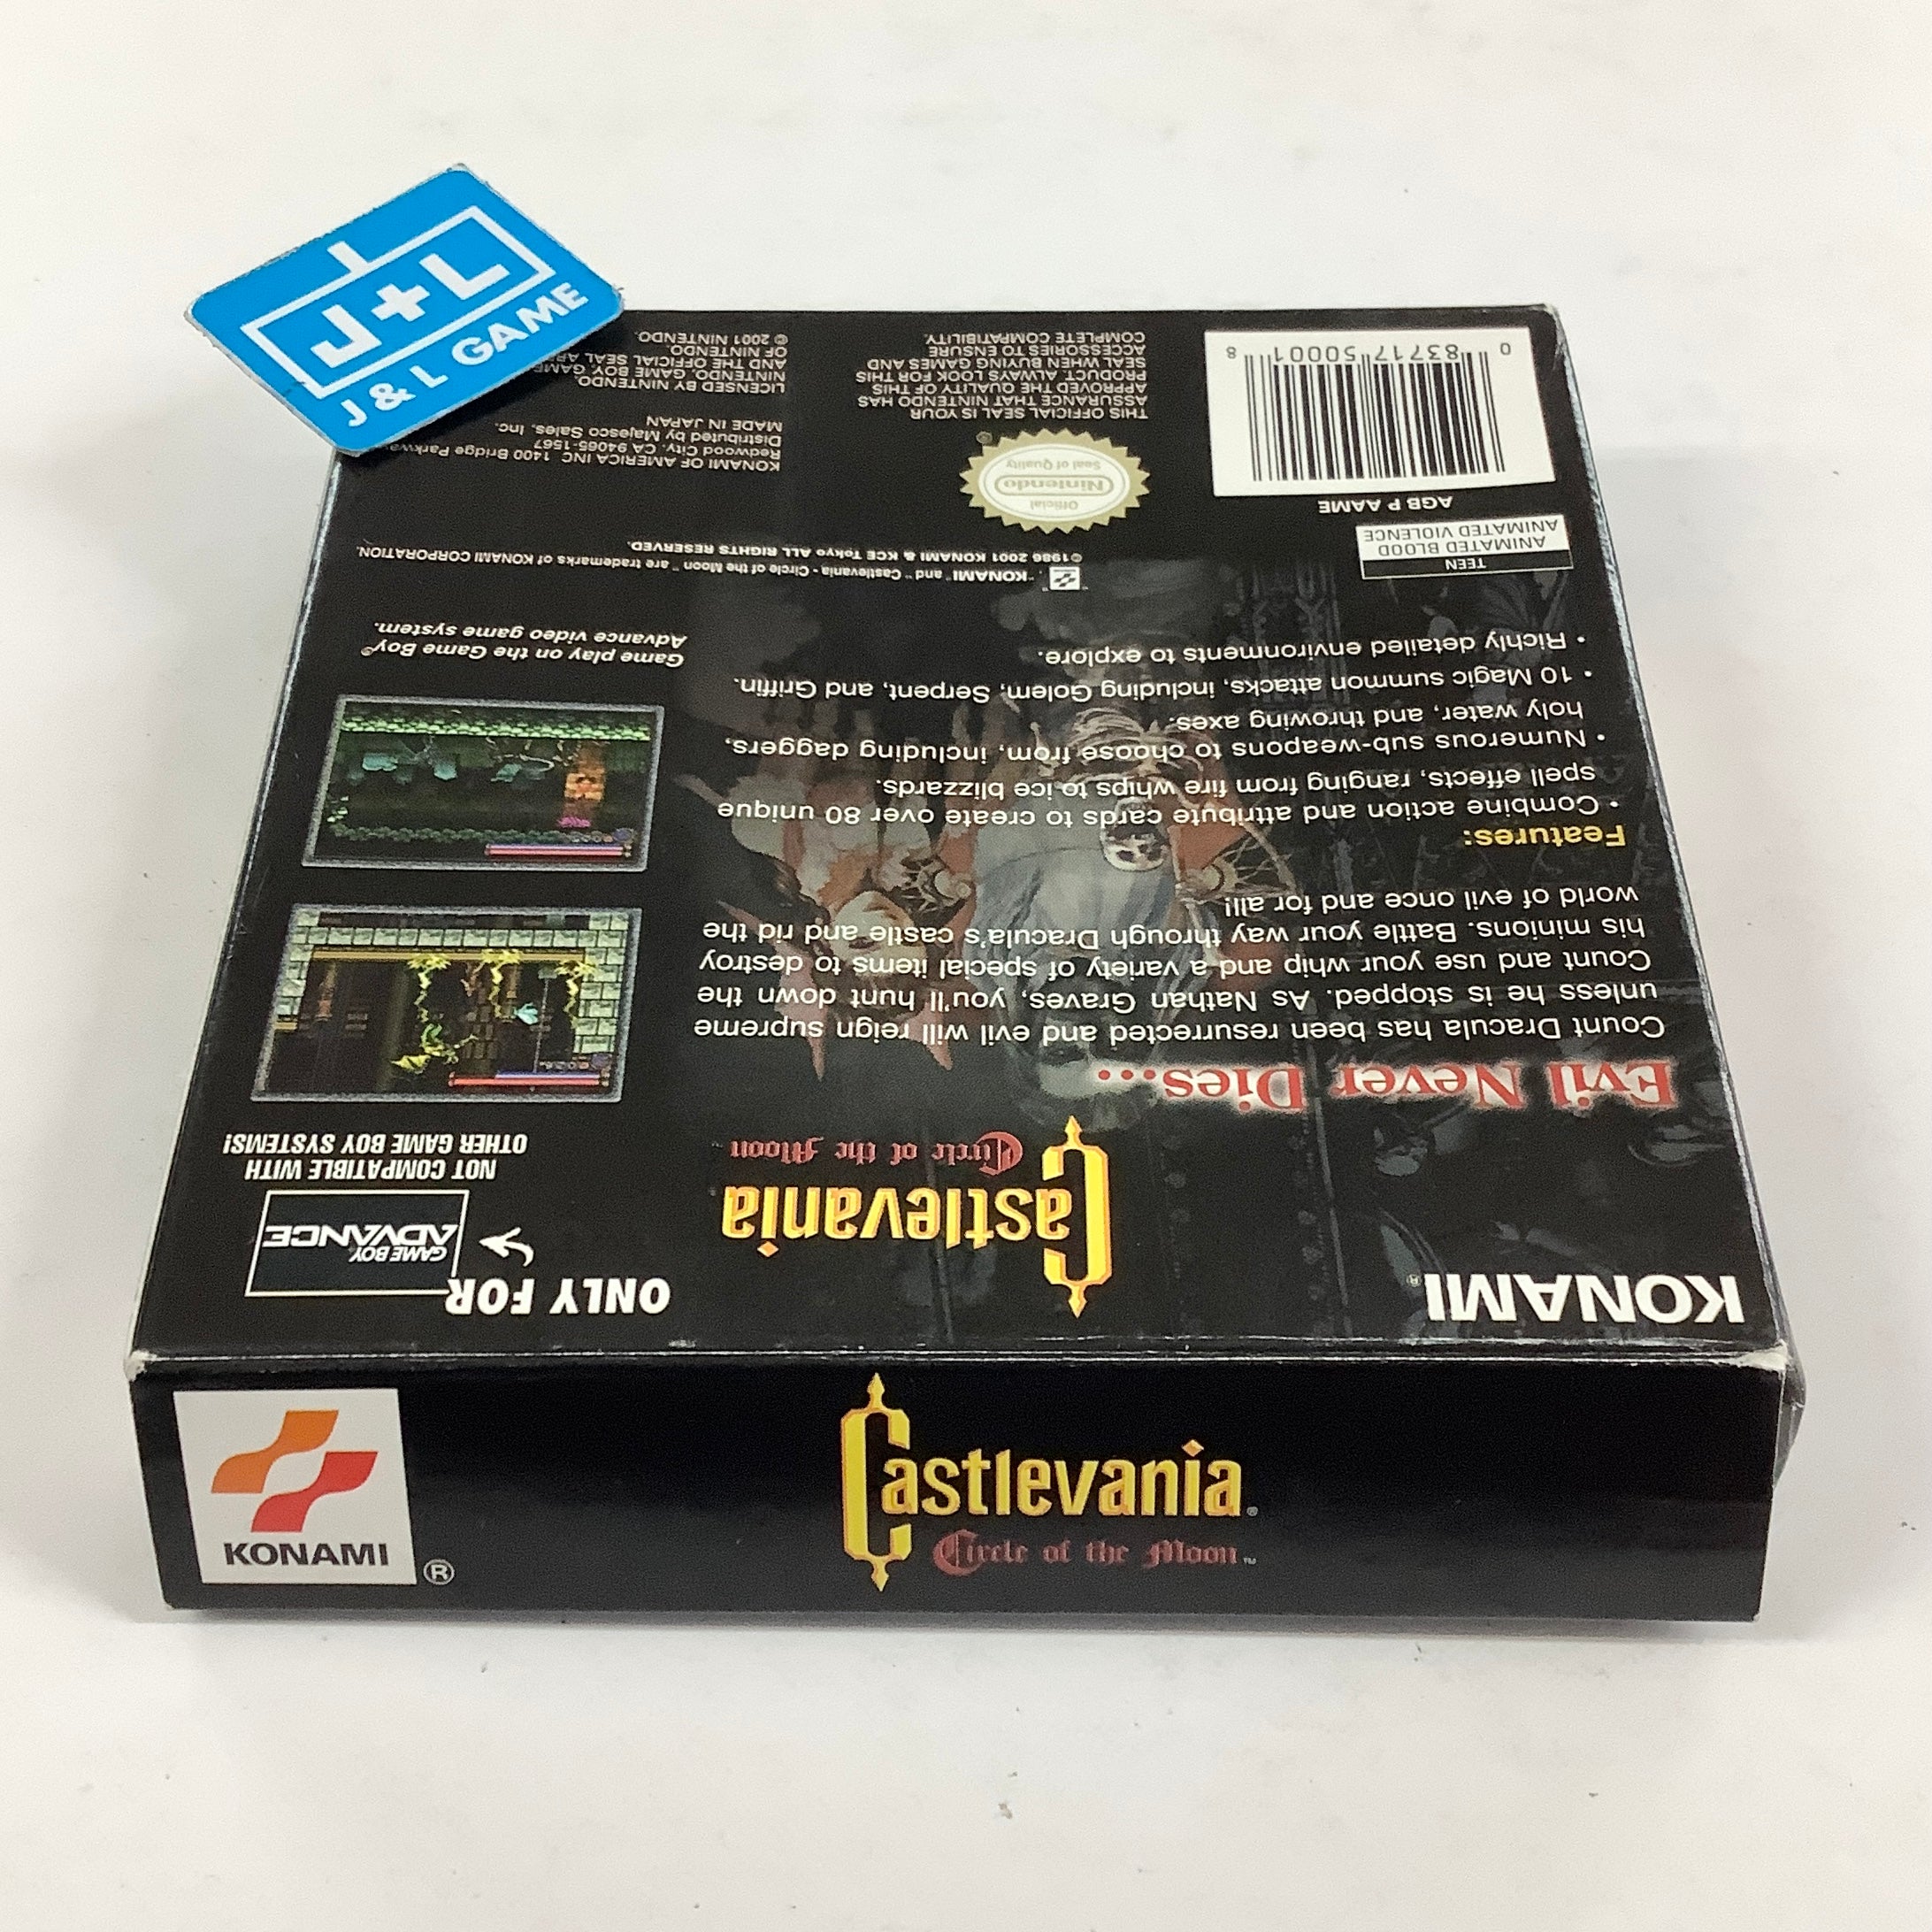 J+L
J & L GAME
KONAMI®
Castlevania
Circle of the Moon™
ONLY FOR
GAME BOY
ADVANCE
NOT COMPATIBLE WITH
OTHER GAME BOY SYSTEMS!
Evil Never Dies...
Count Dracula has been resurrected and evil will reign supreme
unless he is stopped. As Nathan Graves, you'll hunt down the
Count and use your whip and a variety of special items to destroy
his minions. Battle your way through Dracula's castle and rid the
world of evil once and for all!
Features:
• Combine action and attribute cards to create over 80 unique
spell effects, ranging from fire whips to ice blizzards.
• Numerous sub-weapons to choose from, including daggers,
holy water, and throwing axes.
• 10 Magic summon attacks, including Golem, Serpent, and Griffin.
• Richly detailed environments to explore.
Game play on the Game Boy®
Advance video game system.
TEEN
ANIMATED BLOOD
ANIMATED VIOLENCE
AGB P AAME
0 83717 50001 8
™, "KONAMI" and "Castlevania - Circle of the Moon" are trademarks of KONAMI CORPORATION.
©1986 2001 KONAMI & KCE Tokyo ALL RIGHTS RESERVED.
Official
Nintendo
Seal of Quality
®
THIS OFFICIAL SEAL IS YOUR
ASSURANCE THAT NINTENDO HAS
APPROVED THE QUALITY OF THIS
PRODUCT. ALWAYS LOOK FOR THIS
SEAL WHEN BUYING GAMES AND
ACCESSORIES TO ENSURE
COMPLETE COMPATIBILITY.
KONAMI OF AMERICA INC 1400 Bridge Parkway
Redwood City, CA 94065-1567
Distributed by Majesco Sales, Inc.
MADE IN JAPAN
LICENSED BY NINTENDO.
NINTENDO, GAME BOY, GAME
AND THE OFFICIAL SEAL ARE
OF NINTENDO.
© 2001 NINTENDO.
KONAMI ®
Castlevania®
Circle of the Moon™